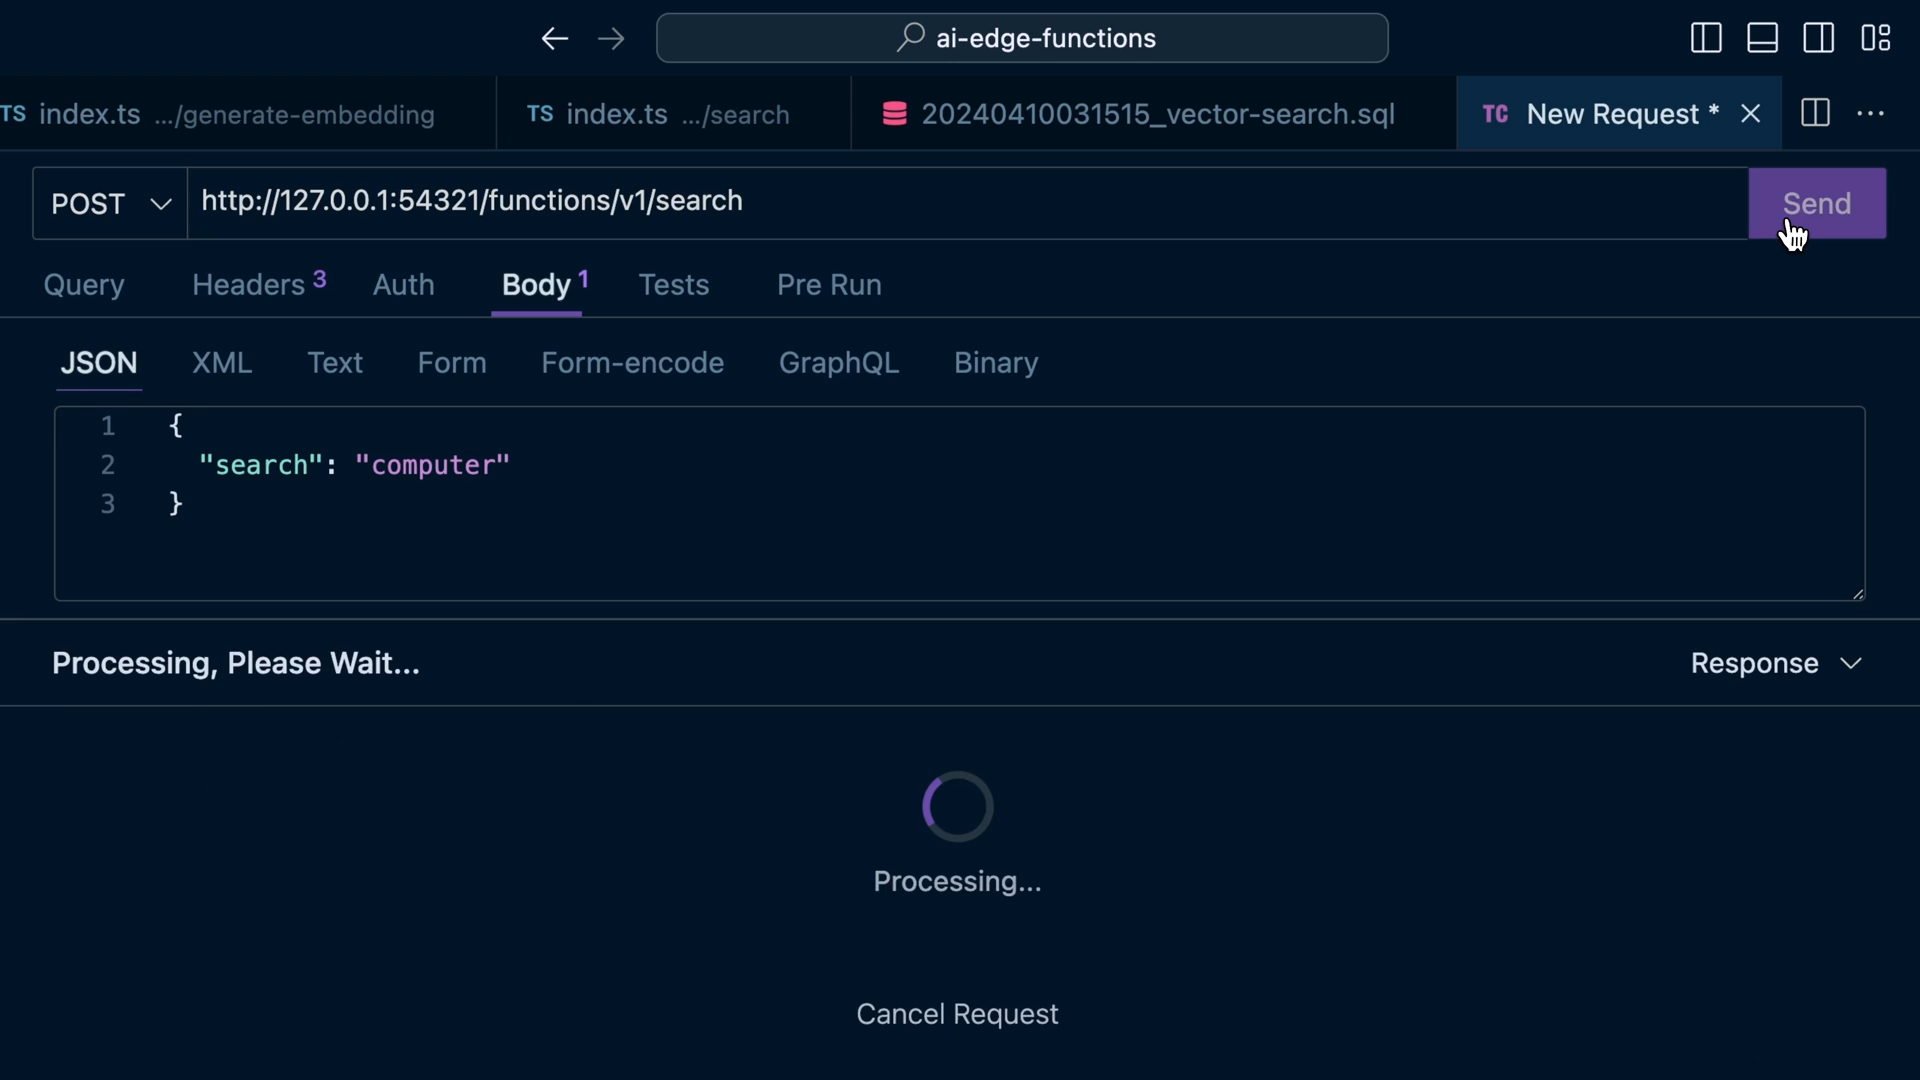 ai-edge-functions
TS index.ts .../generate-embedding TS index.ts .../search 20240410031515_vector-search.sql TC New Request *
POST http://127.0.0.1:54321/functions/v1/search Send
Query Headers 3 Auth Body 1 Tests Pre Run
JSON XML Text Form Form-encode GraphQL Binary
1 {
2 "search": "computer"
3 }
Processing, Please Wait... Response
Processing...
Cancel Request